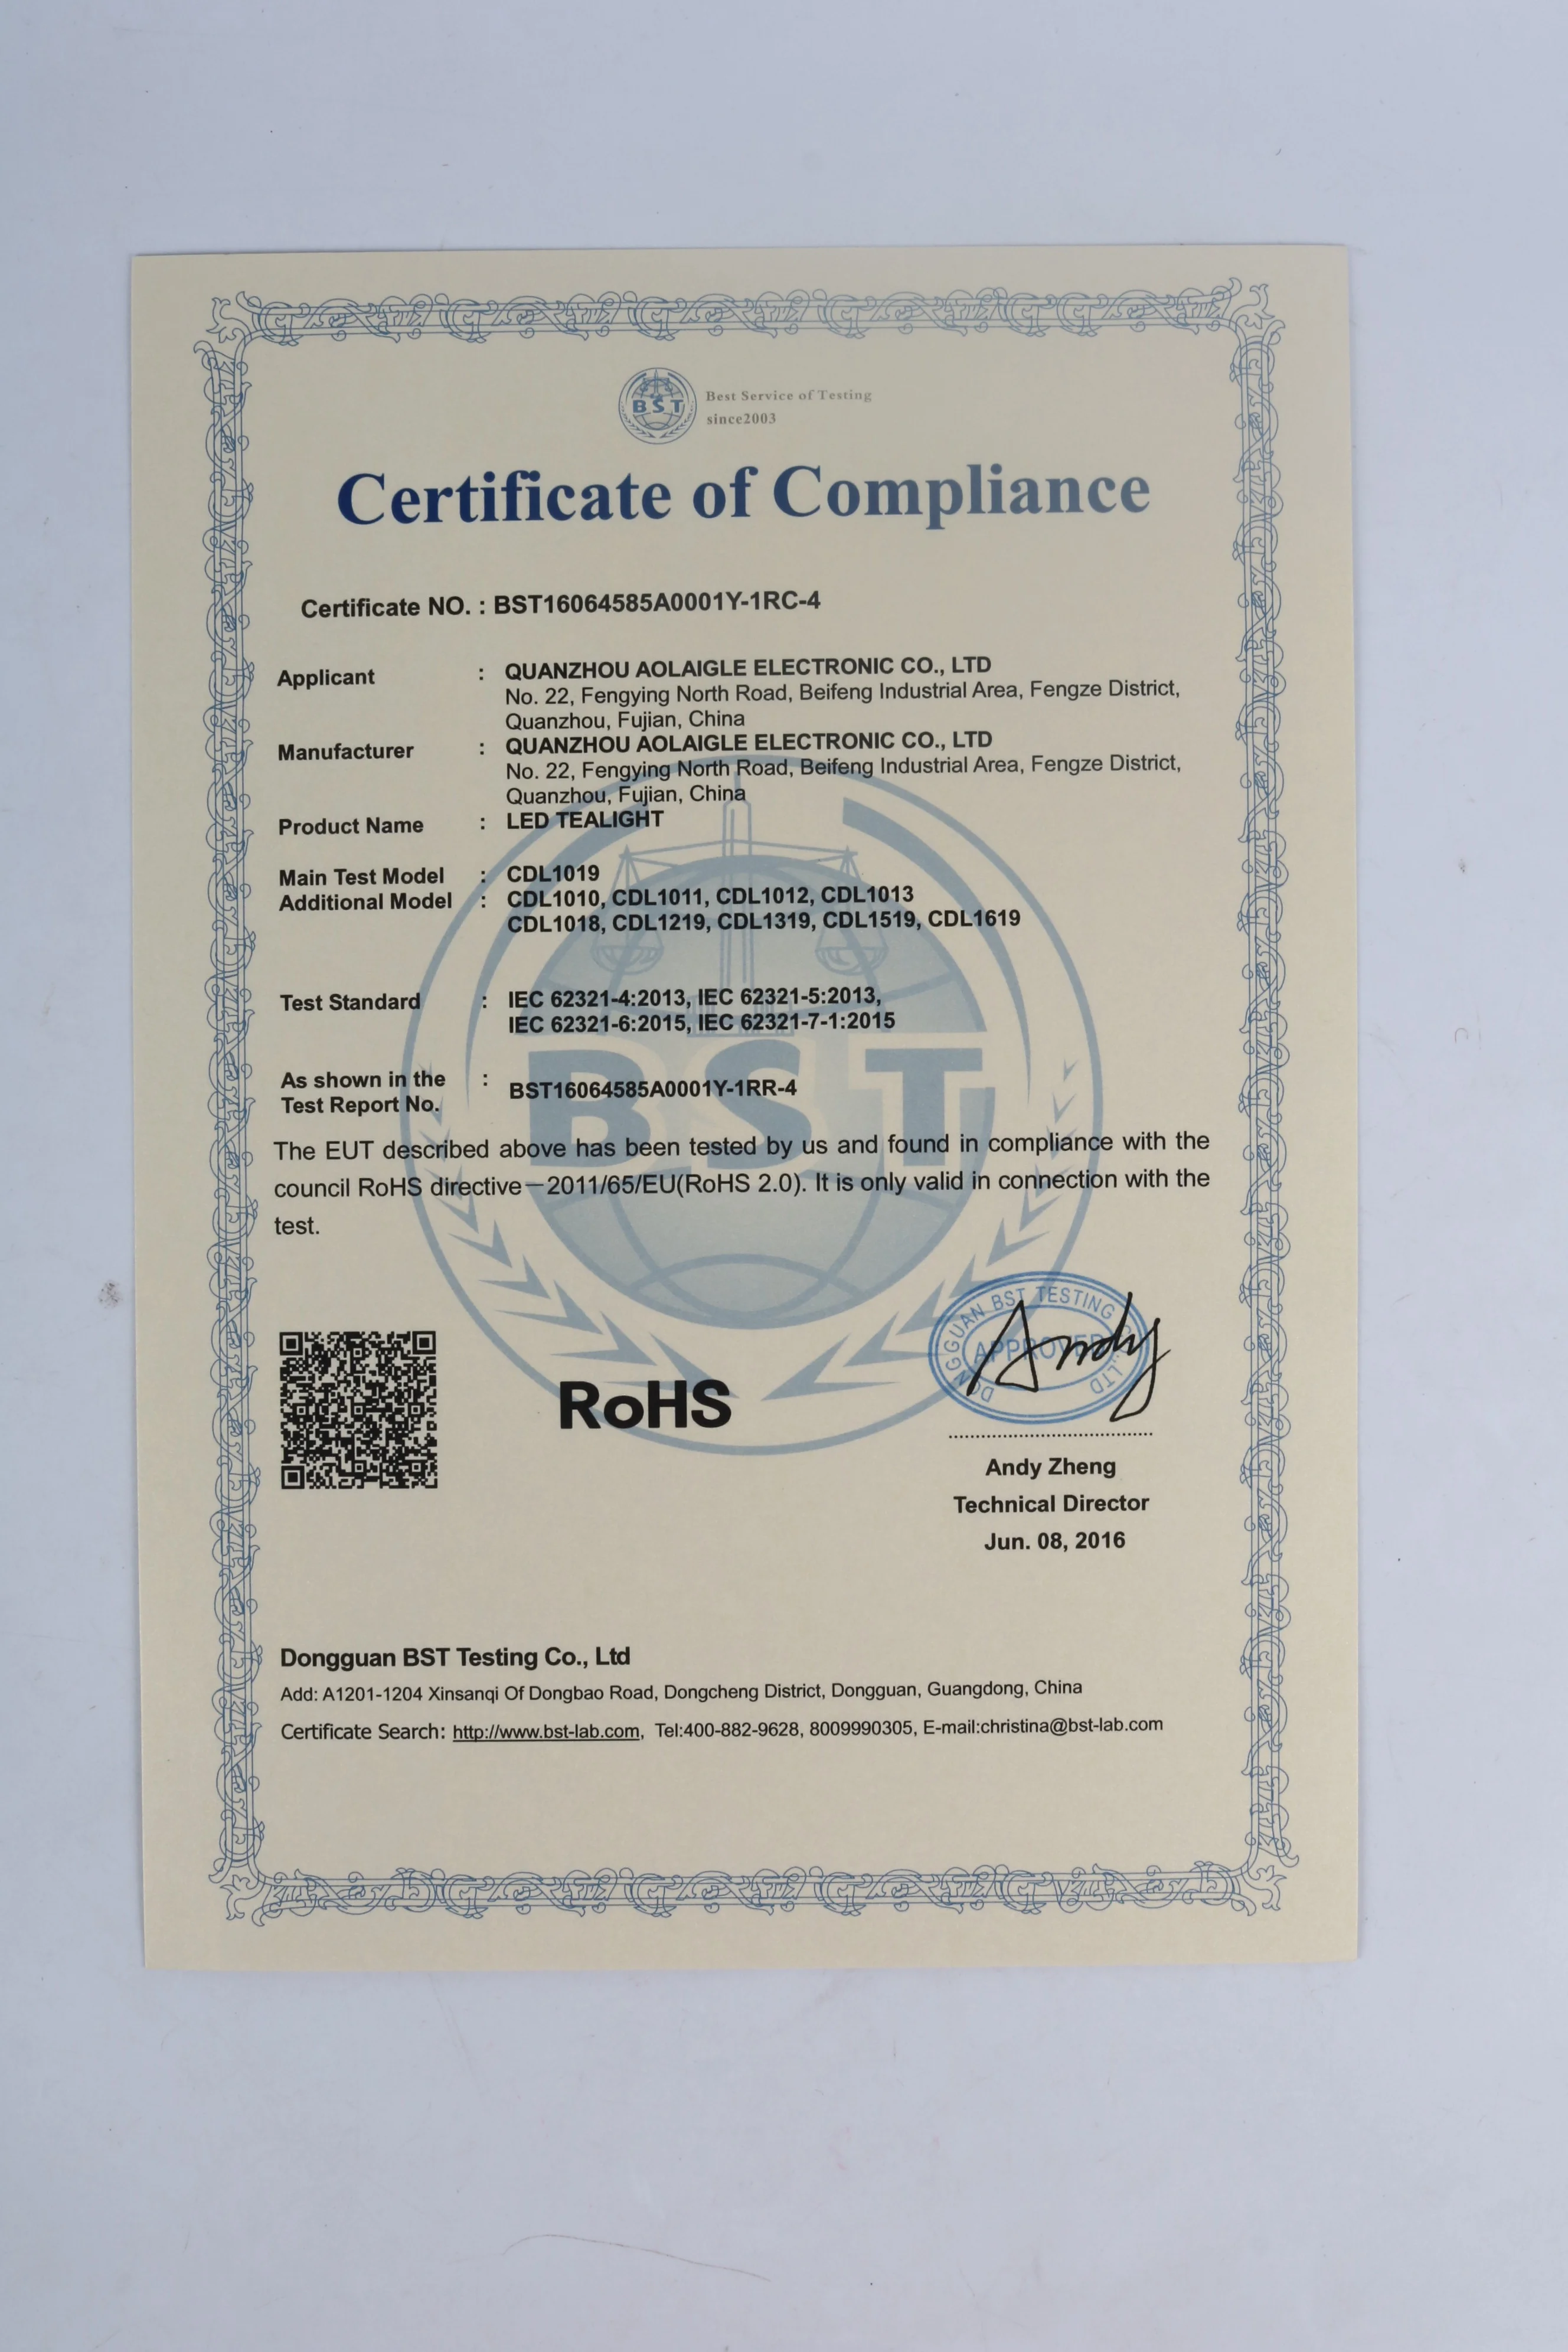 BST
Best Service of Testing
since2003
Certificate of Compliance
Certificate NO. : BST16064585A0001Y-1RC-4
Applicant : QUANZHOU AOLAIGLE ELECTRONIC CO., LTD
No. 22, Fengying North Road, Beifeng Industrial Area, Fengze District,
Quanzhou, Fujian, China
Manufacturer : QUANZHOU AOLAIGLE ELECTRONIC CO., LTD
No. 22, Fengying North Road, Beifeng Industrial Area, Fengze District,
Quanzhou, Fujian, China
Product Name : LED TEALIGHT
Main Test Model : CDL1019
Additional Model : CDL1010, CDL1011, CDL1012, CDL1013
CDL1018, CDL1219, CDL1319, CDL1519, CDL1619
Test Standard : IEC 62321-4:2013, IEC 62321-5:2013,
IEC 62321-6:2015, IEC 62321-7-1:2015
As shown in the :
Test Report No. BST16064585A0001Y-1RR-4
BST
The EUT described above has been tested by us and found in compliance with the
council RoHS directive—2011/65/EU(RoHS 2.0). It is only valid in connection with the
test.
DONGGUAN BST TESTING LTD
APPROVED
Andy
RoHS
Andy Zheng
Technical Director
Jun. 08, 2016
Dongguan BST Testing Co., Ltd
Add: A1201-1204 Xinsanqi Of Dongbao Road, Dongcheng District, Dongguan, Guangdong, China
Certificate Search: http://www.bst-lab.com, Tel:400-882-9628, 8009990305, E-mail:christina@bst-lab.com